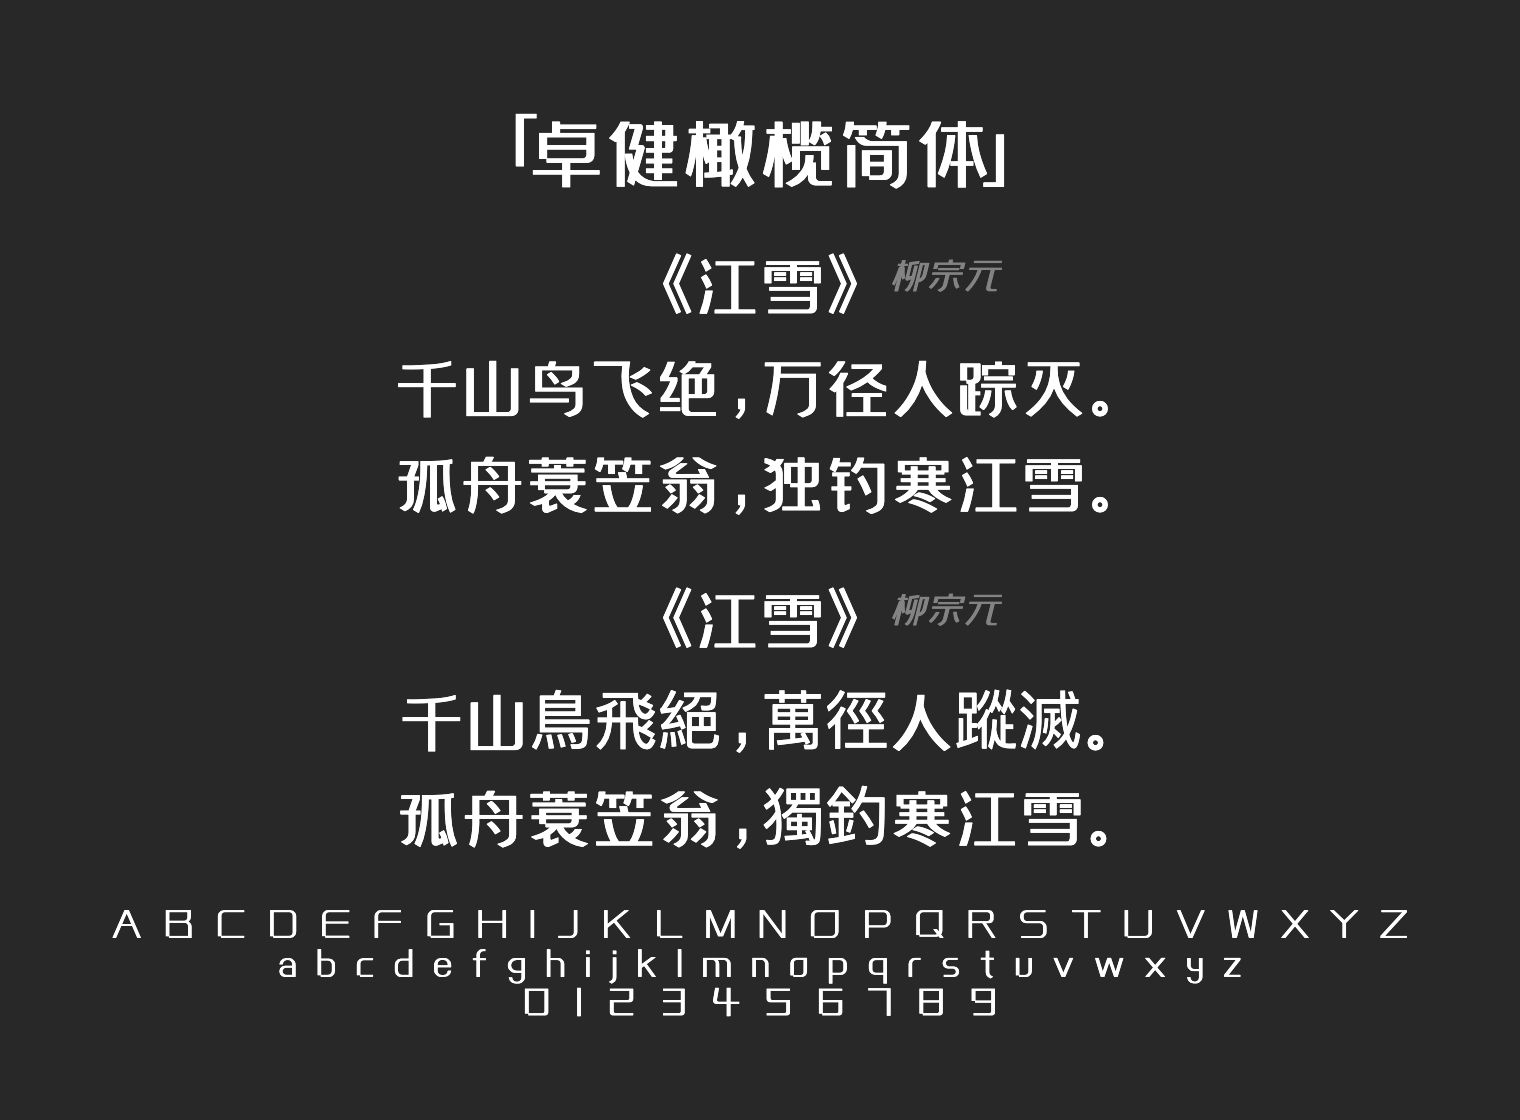 「卓健橄榄简体」
《江雪》 柳宗元
千山鸟飞绝，万径人踪灭。
孤舟蓑笠翁，独钓寒江雪。
《江雪》 柳宗元
千山鳥飛絕，萬徑人蹤滅。
孤舟蓑笠翁，獨釣寒江雪。
A B C D E F G H I J K L M N O P Q R S T U V W X Y Z
a b c d e f g h i j k l m n o p q r s t u v w x y z
0 1 2 3 4 5 6 7 8 9